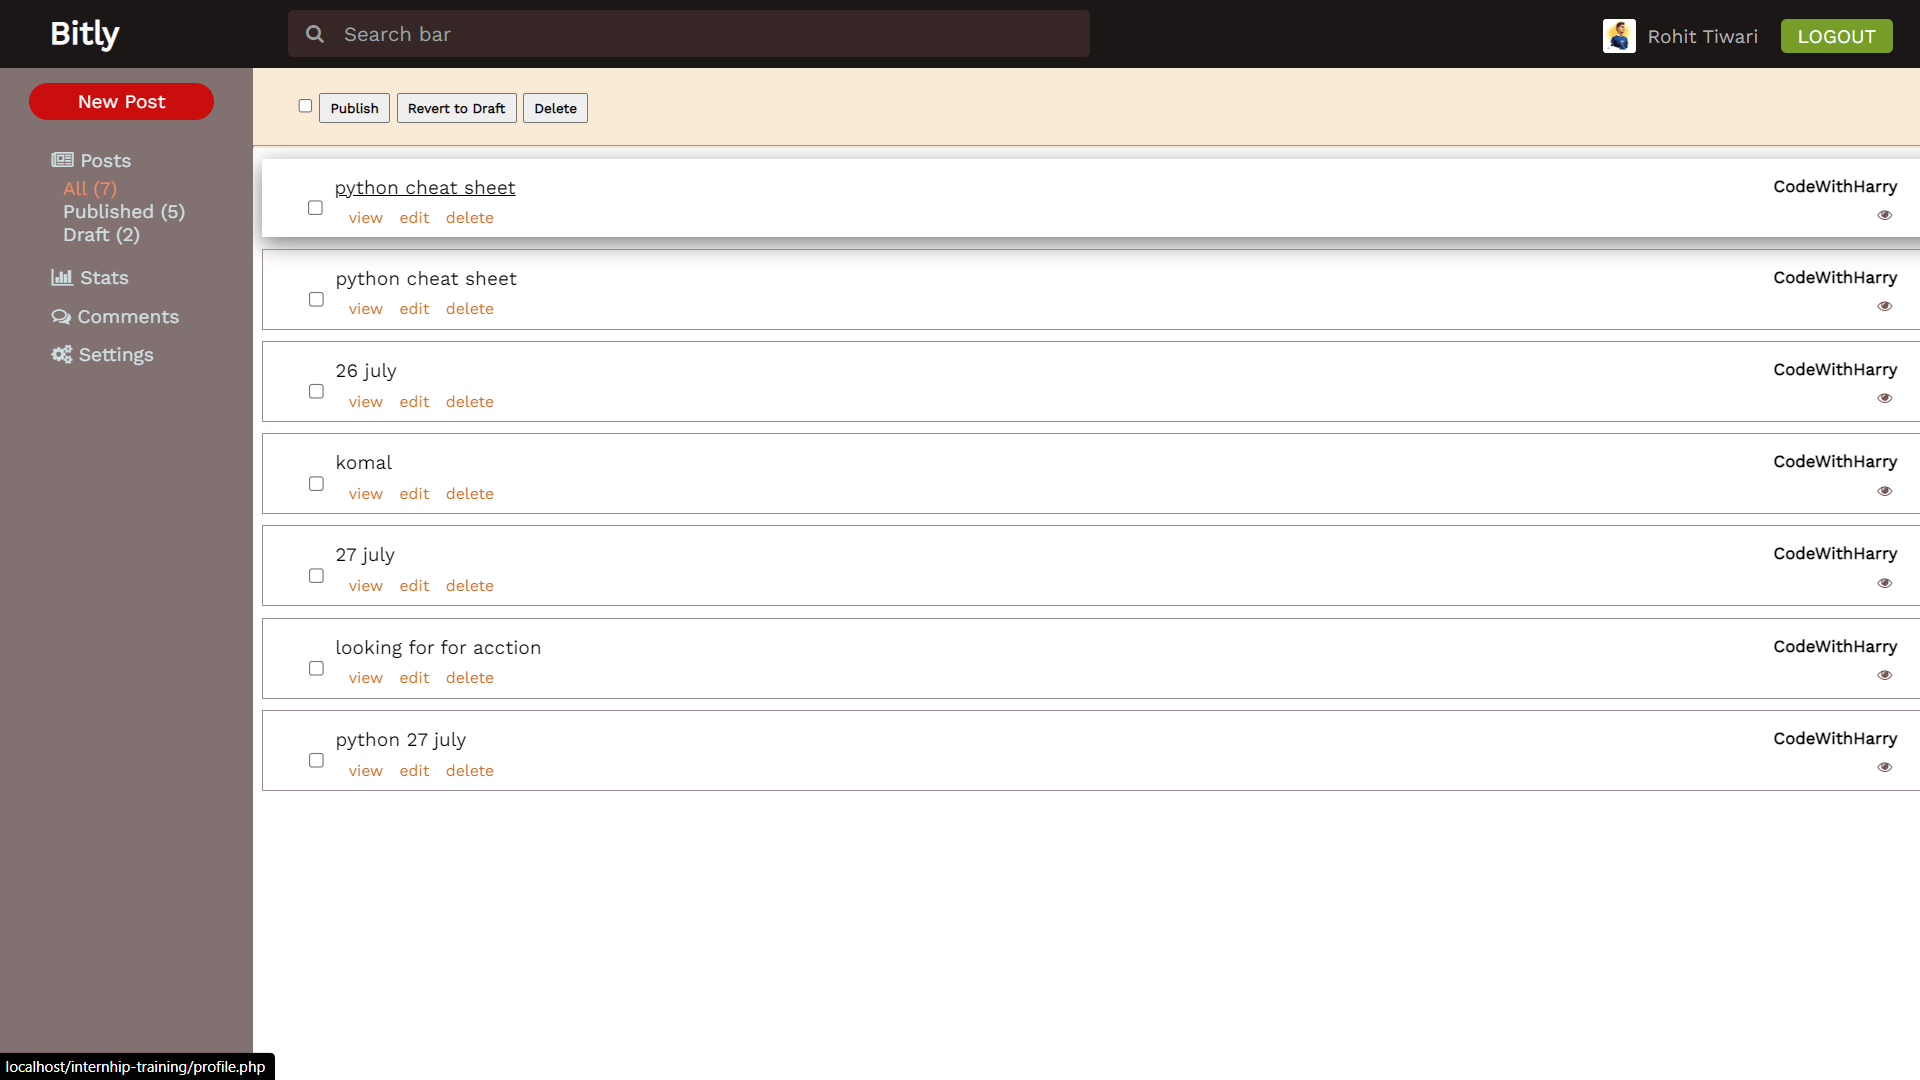 Bitly
Search bar
Rohit Tiwari
LOGOUT
New Post
Posts
All (7)
Published (5)
Draft (2)
Stats
Comments
Settings
Publish Revert to Draft Delete
python cheat sheet
view edit delete
CodeWithHarry
python cheat sheet
view edit delete
CodeWithHarry
26 july
view edit delete
CodeWithHarry
komal
view edit delete
CodeWithHarry
27 july
view edit delete
CodeWithHarry
looking for for acction
view edit delete
CodeWithHarry
python 27 july
view edit delete
CodeWithHarry
localhost/internhip-training/profile.php